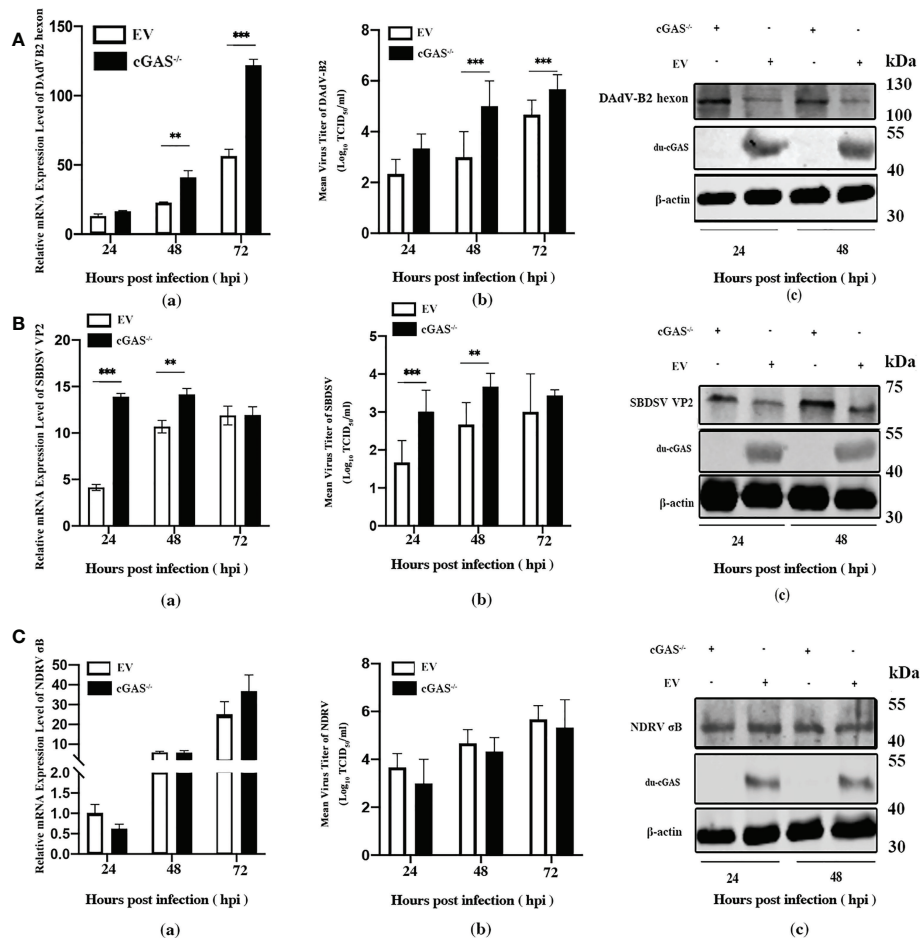 A
Relative mRNA Expression Level of DAdV B2 hexon
150
100
50
0
EV
cGAS-/-
**
***
24 48 72
Hours post infection ( hpi )
(a)
Mean Virus Titer of DAdV-B2
(Log10 TCID50/ml)
8
6
4
2
0
EV
cGAS-/-
***
***
24 48 72
Hours post infection ( hpi )
(b)
cGAS-/- + - + -
EV - + - +
kDa
DAdV-B2 hexon
130
100
du-cGAS
55
40
β-actin
30
24 48
Hours post infection ( hpi )
(c)
B
Relative mRNA Expression Level of SBDSV VP2
20
15
10
5
0
EV
cGAS-/-
***
**
24 48 72
Hours post infection ( hpi )
(a)
Mean Virus Titer of SBDSV
(Log10 TCID50/ml)
5
4
3
2
1
0
EV
cGAS-/-
***
**
24 48 72
Hours post infection ( hpi )
(b)
cGAS-/- + - + -
EV - + - +
kDa
SBDSV VP2
75
55
du-cGAS
40
β-actin
30
24 48
Hours post infection ( hpi )
(c)
C
Relative mRNA Expression Level of NDRV σB
50
40
30
20
10
2.0
1.5
1.0
0.5
0.0
EV
cGAS-/-
24 48 72
Hours post infection ( hpi )
(a)
Mean Virus Titer of NDRV
(Log10 TCID50/ml)
8
6
4
2
0
EV
cGAS-/-
24 48 72
Hours post infection ( hpi )
(b)
cGAS-/- + - + -
EV - + - +
kDa
NDRV σB
55
40
du-cGAS
55
40
β-actin
30
24 48
Hours post infection ( hpi )
(c)